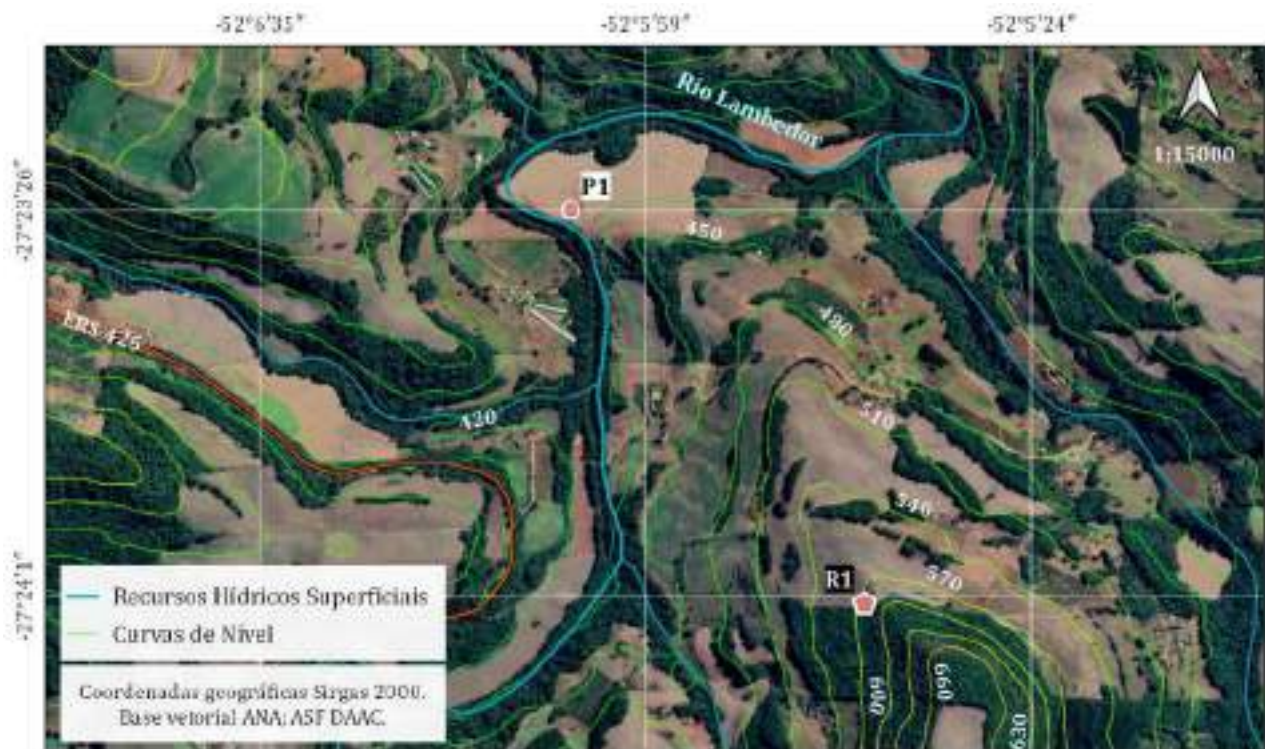 -52°6'35"
-52°5'59"
-52°5'24"
-27°23'26"
-27°24'1"
Rio Lambedor
1:15000
P1
450
480
ERS-426
420
510
540
570
R1
600
660
630
Recursos Hídricos Superficiais
Curvas de Nível
Coordenadas geográficas Sirgas 2000.
Base vetorial ANA; ASF DAAC.